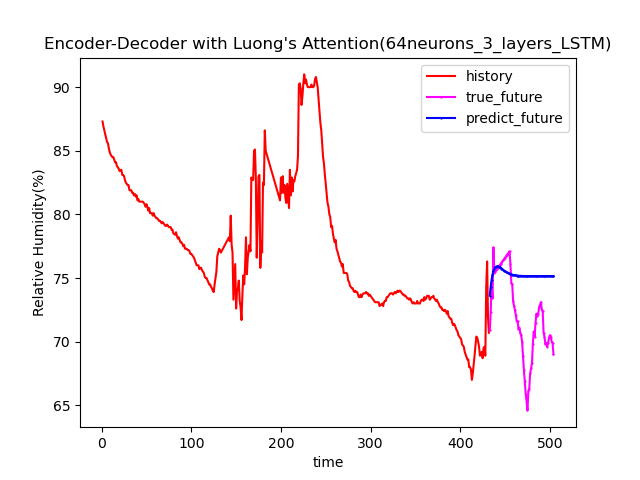 Encoder-Decoder with Luong's Attention(64neurons_3_layers_LSTM)
history
true_future
predict_future
Relative Humidity(%)
90
85
80
75
70
65
0 100 200 300 400 500
time